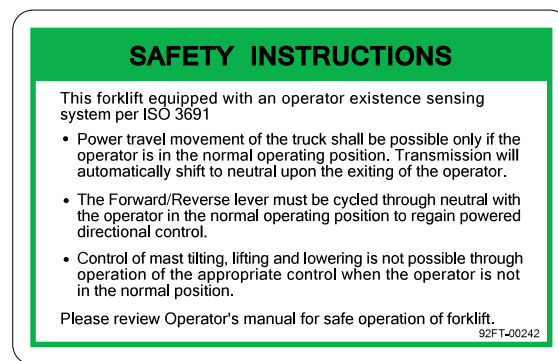 SAFETY INSTRUCTIONS
This forklift equipped with an operator existence sensing
system per ISO 3691
• Power travel movement of the truck shall be possible only if the
operator is in the normal operating position. Transmission will
automatically shift to neutral upon the exiting of the operator.
• The Forward/Reverse lever must be cycled through neutral with
the operator in the normal operating position to regain powered
directional control.
• Control of mast tilting, lifting and lowering is not possible through
operation of the appropriate control when the operator is not
in the normal position.
Please review Operator's manual for safe operation of forklift.
92FT-00242